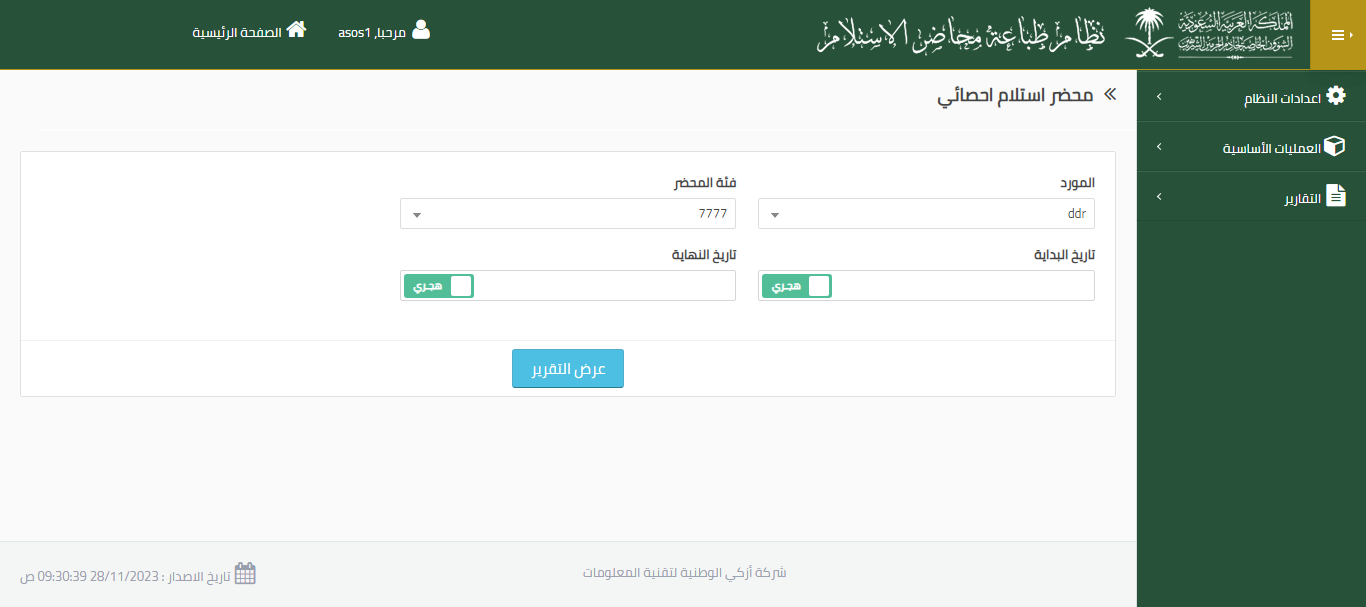 المملكة العربية السعودية
الشؤون الخاصة لخادم الحرمين الشريفين
نظام طباعة محاضر الاستلام
مرحبا, asos1
الصفحة الرئيسية
اعدادات النظام
العمليات الأساسية
التقارير
محضر استلام احصائي
المورد
فئة المحضر
ddr
7777
تاريخ البداية
تاريخ النهاية
هجري
هجري
عرض التقرير
شركة أزكي الوطنية لتقنية المعلومات
تاريخ الاصدار : 28/11/2023 09:30:39 ص